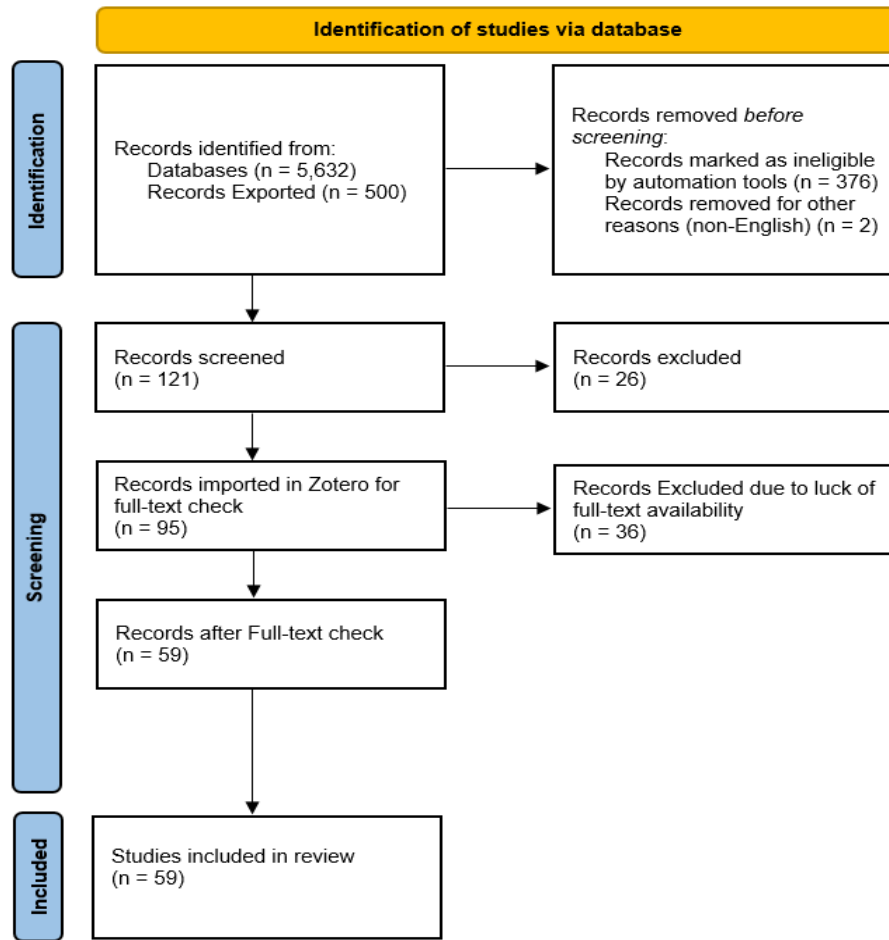 Identification of studies via database
Identification
Records identified from:
Databases (n = 5,632)
Records Exported (n = 500)
Records removed before
screening:
Records marked as ineligible
by automation tools (n = 376)
Records removed for other
reasons (non-English) (n = 2)
Screening
Records screened
(n = 121)
Records excluded
(n = 26)
Records imported in Zotero for
full-text check
(n = 95)
Records Excluded due to luck of
full-text availability
(n = 36)
Records after Full-text check
(n = 59)
Included
Studies included in review
(n = 59)